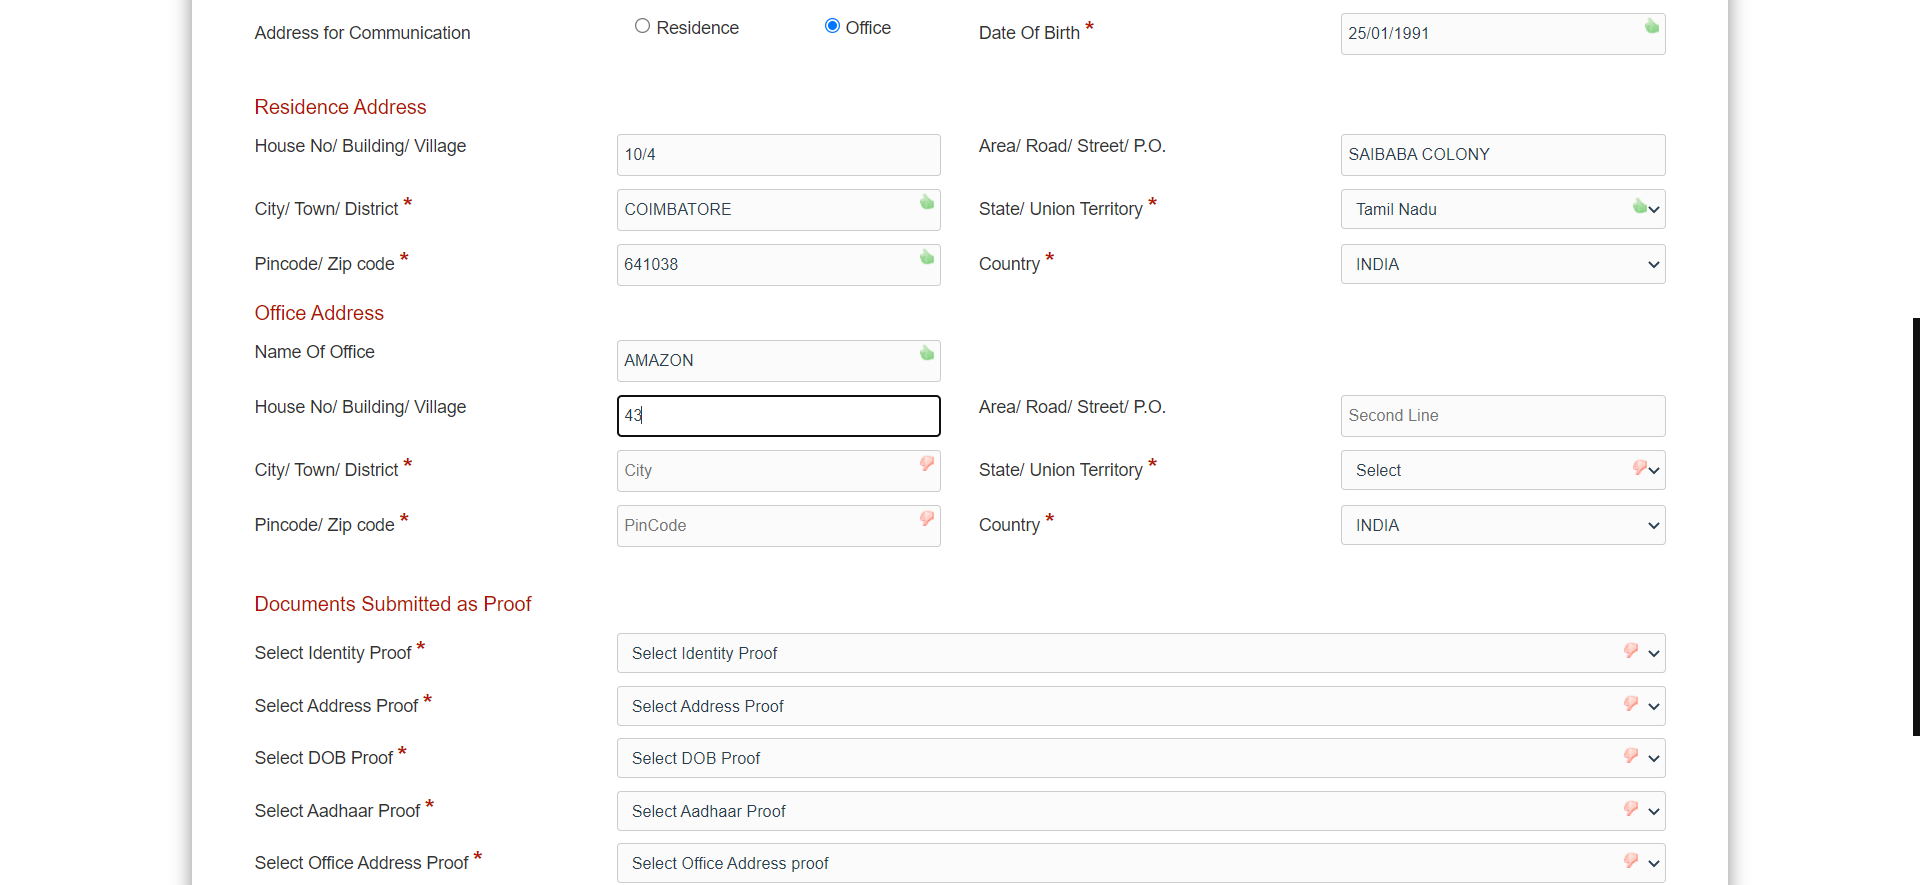 Address for Communication Residence Office Date Of Birth * 25/01/1991
Residence Address
House No/ Building/ Village 10/4 Area/ Road/ Street/ P.O. SAIBABA COLONY
City/ Town/ District * COIMBATORE State/ Union Territory * Tamil Nadu
Pincode/ Zip code * 641038 Country * INDIA
Office Address
Name Of Office AMAZON
House No/ Building/ Village 43 Area/ Road/ Street/ P.O. Second Line
City/ Town/ District * City State/ Union Territory * Select
Pincode/ Zip code * PinCode Country * INDIA
Documents Submitted as Proof
Select Identity Proof * Select Identity Proof
Select Address Proof * Select Address Proof
Select DOB Proof * Select DOB Proof
Select Aadhaar Proof * Select Aadhaar Proof
Select Office Address Proof * Select Office Address proof